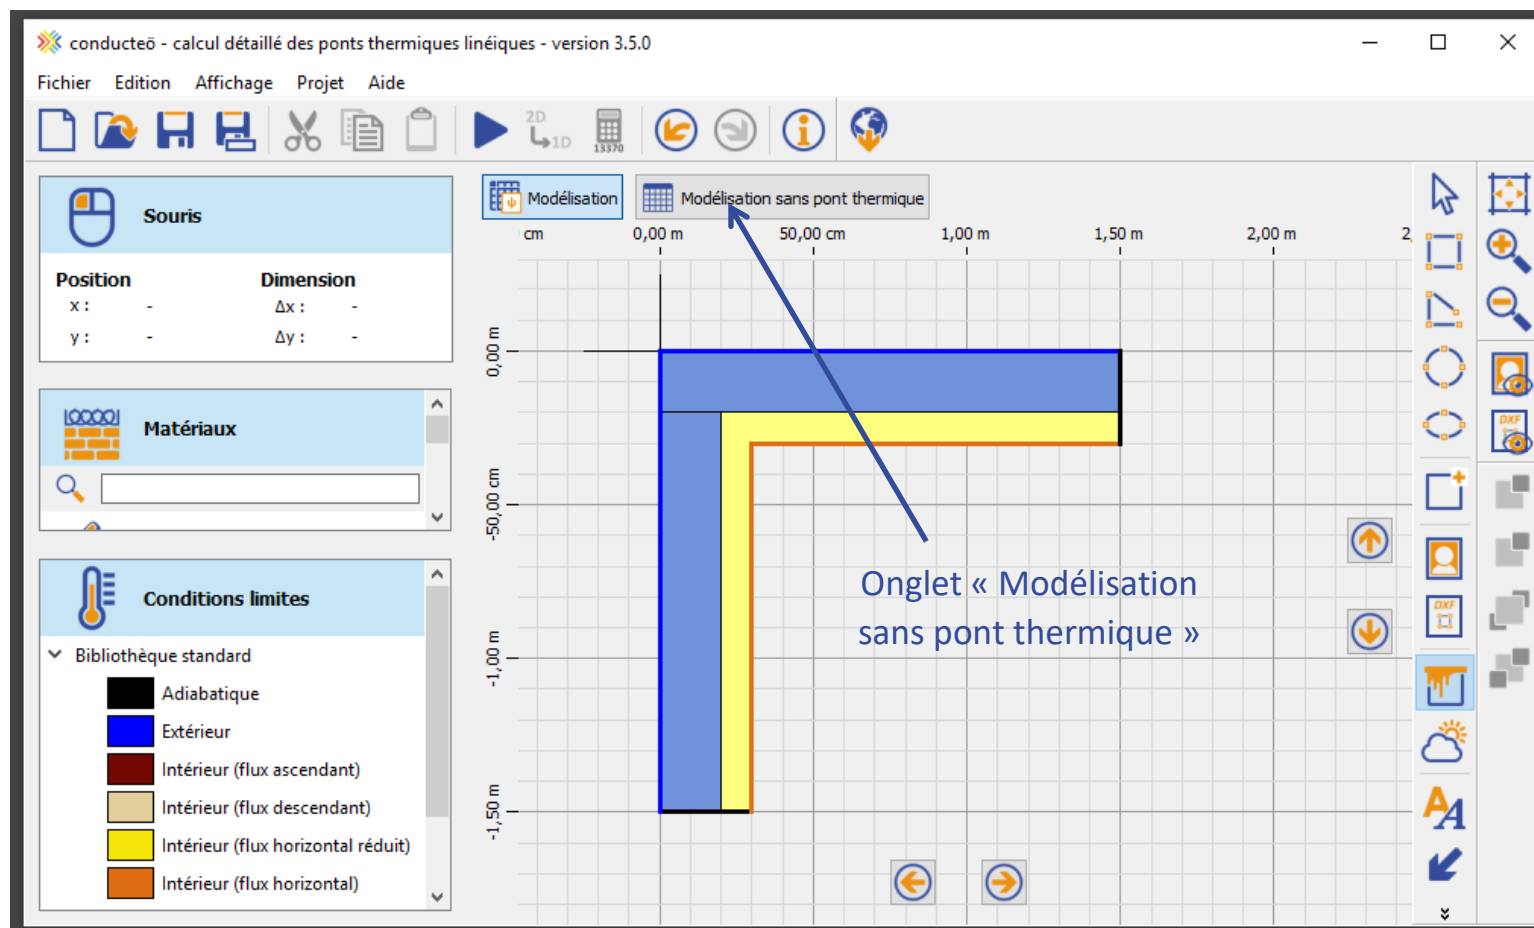 conducteö - calcul détaillé des ponts thermiques linéiques - version 3.5.0
Fichier Edition Affichage Projet Aide
2D
1D
13370
Modélisation
Modélisation sans pont thermique
Souris
cm 0,00 m 50,00 cm 1,00 m 1,50 m 2,00 m 2,
Position Dimension
x : - Δx : -
y : - Δy : -
0,00 m
Matériaux
DXF
-50,00 cm
Conditions limites
Onglet « Modélisation
sans pont thermique »
DXF
Bibliothèque standard
-1,00 m
Adiabatique
Extérieur
Intérieur (flux ascendant)
Intérieur (flux descendant)
-1,50 m
AA
Intérieur (flux horizontal réduit)
Intérieur (flux horizontal)